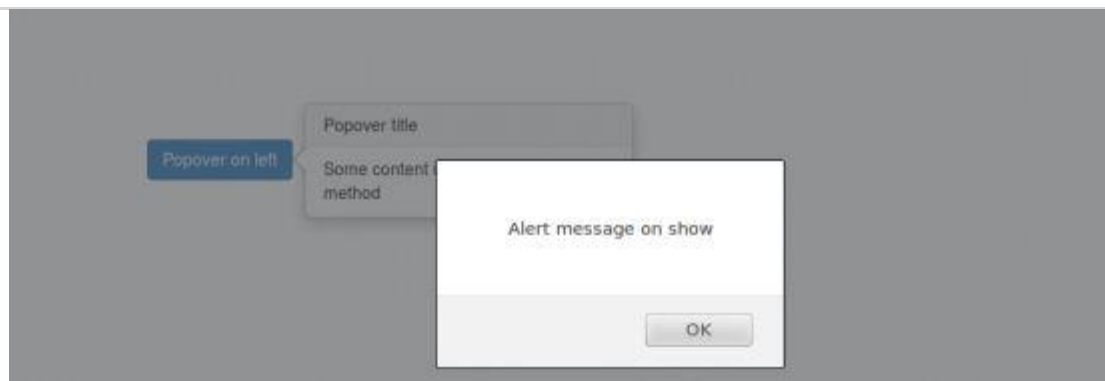 Popover title
Popover on left
Some content
method
Alert message on show
OK